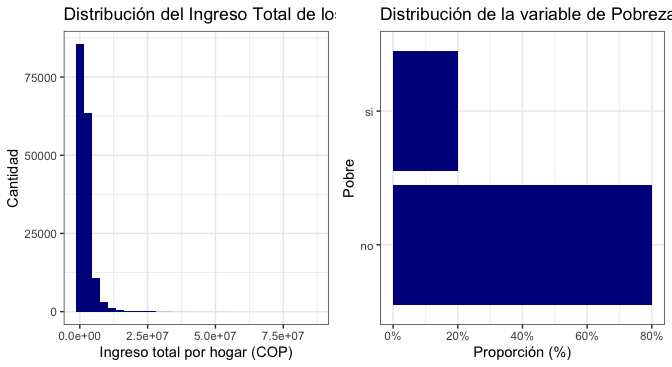 Distribución del Ingreso Total de los
Cantidad
75000
50000
25000
0
0.0e+00 2.5e+07 5.0e+07 7.5e+07
Ingreso total por hogar (COP)
Distribución de la variable de Pobreza
Pobre
si
no
0% 20% 40% 60% 80%
Proporción (%)